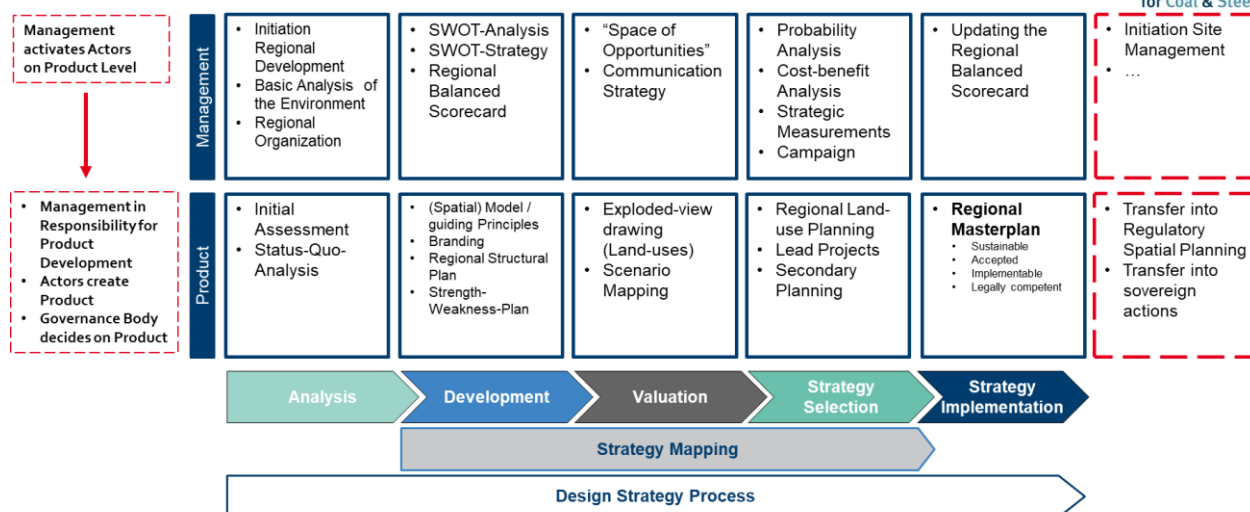 for Coal & Steel
Management
activates Actors
on Product Level
Management
• Initiation
Regional
Development
• Basic Analysis of
the Environment
• Regional
Organization
• SWOT-Analysis
• SWOT-Strategy
• Regional
Balanced
Scorecard
• “Space of
Opportunities”
• Communication
Strategy
• Probability
Analysis
• Cost-benefit
Analysis
• Strategic
Measurements
• Campaign
• Updating the
Regional
Balanced
Scorecard
• Initiation Site
Management
• …
• Management in
Responsibility for
Product
Development
• Actors create
Product
• Governance Body
decides on Product
Product
• Initial
Assessment
• Status-Quo-
Analysis
• (Spatial) Model /
guiding Principles
• Branding
• Regional Structural
Plan
• Strength-
Weakness-Plan
• Exploded-view
drawing
(Land-uses)
• Scenario
Mapping
• Regional Land-
use Planning
• Lead Projects
• Secondary
Planning
• Regional
Masterplan
• Sustainable
• Accepted
• Implementable
• Legally competent
• Transfer into
Regulatory
Spatial Planning
• Transfer into
sovereign
actions
Analysis
Development
Valuation
Strategy
Selection
Strategy
Implementation
Strategy Mapping
Design Strategy Process